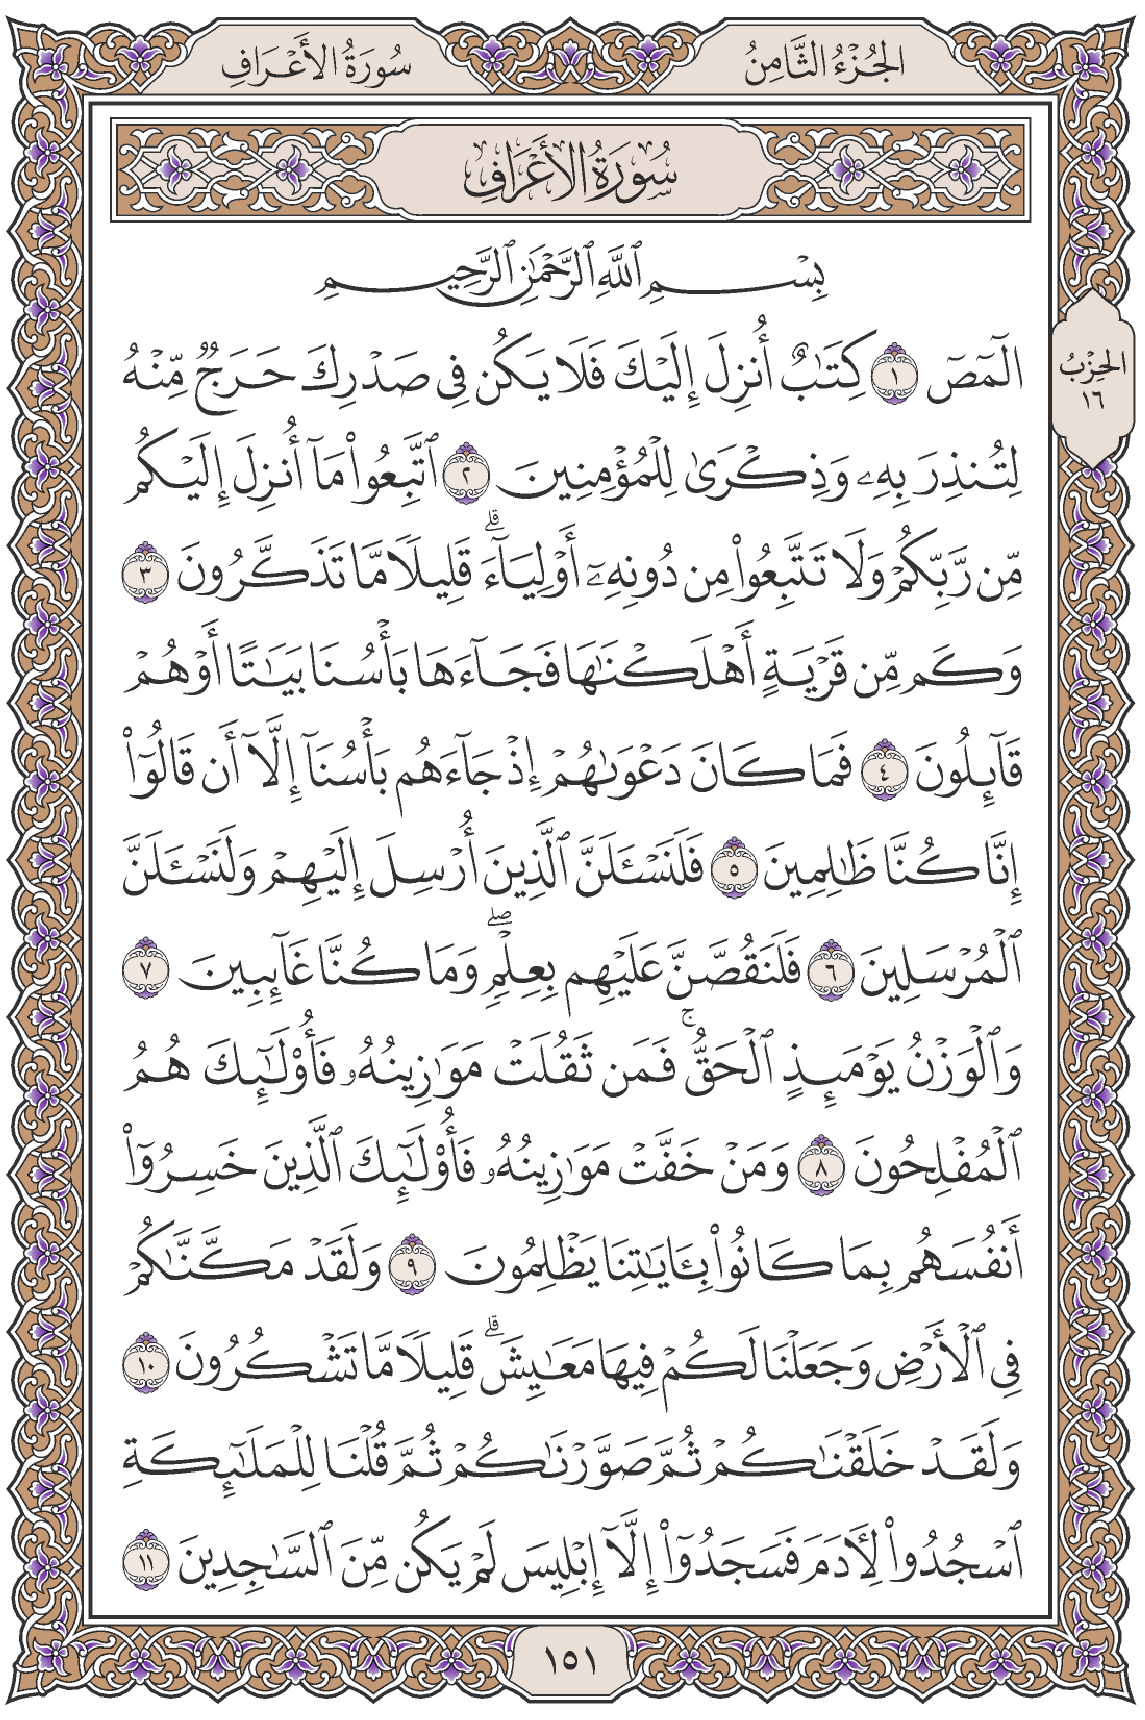 الجُزْءُ الثَّامِنُ
سُورَةُ الأَعْرَافِ
سُورَةُ الأَعْرَافِ
بِسْمِ ٱللَّهِ ٱلرَّحْمَٰنِ ٱلرَّحِيمِ
الٓمٓصٓ ١ كِتَٰبٌ أُنزِلَ إِلَيْكَ فَلَا يَكُن فِى صَدْرِكَ حَرَجٌ مِّنْهُ
الحِزْبُ
١٦
لِتُنذِرَ بِهِۦ وَذِكْرَىٰ لِلْمُؤْمِنِينَ ٢ ٱتَّبِعُوا۟ مَآ أُنزِلَ إِلَيْكُم
مِّن رَّبِّكُمْ وَلَا تَتَّبِعُوا۟ مِن دُونِهِۦٓ أَوْلِيَآءَ ۗ قَلِيلًا مَّا تَذَكَّرُونَ ٣
وَكَم مِّن قَرْيَةٍ أَهْلَكْنَٰهَا فَجَآءَهَا بَأْسُنَا بَيَٰتًا أَوْ هُمْ
قَآئِلُونَ ٤ فَمَا كَانَ دَعْوَىٰهُمْ إِذْ جَآءَهُم بَأْسُنَآ إِلَّآ أَن قَالُوٓا۟
إِنَّا كُنَّا ظَٰلِمِينَ ٥ فَلَنَسْـَٔلَنَّ ٱلَّذِينَ أُرْسِلَ إِلَيْهِمْ وَلَنَسْـَٔلَنَّ
ٱلْمُرْسَلِينَ ٦ فَلَنَقُصَّنَّ عَلَيْهِم بِعِلْمٍ ۖ وَمَا كُنَّا غَآئِبِينَ ٧
وَٱلْوَزْنُ يَوْمَئِذٍ ٱلْحَقُّ ۚ فَمَن ثَقُلَتْ مَوَٰزِينُهُۥ فَأُو۟لَٰٓئِكَ هُمُ
ٱلْمُفْلِحُونَ ٨ وَمَنْ خَفَّتْ مَوَٰزِينُهُۥ فَأُو۟لَٰٓئِكَ ٱلَّذِينَ خَسِرُوٓا۟
أَنفُسَهُم بِمَا كَانُوا۟ بِـَٔايَٰتِنَا يَظْلِمُونَ ٩ وَلَقَدْ مَكَّنَّٰكُمْ
فِى ٱلْأَرْضِ وَجَعَلْنَا لَكُمْ فِيهَا مَعَٰيِشَ ۗ قَلِيلًا مَّا تَشْكُرُونَ ١٠
وَلَقَدْ خَلَقْنَٰكُمْ ثُمَّ صَوَّرْنَٰكُمْ ثُمَّ قُلْنَا لِلْمَلَٰٓئِكَةِ
ٱسْجُدُوا۟ لِـَٔادَمَ فَسَجَدُوٓا۟ إِلَّآ إِبْلِيسَ لَمْ يَكُن مِّنَ ٱلسَّٰجِدِينَ ١١
١٥١